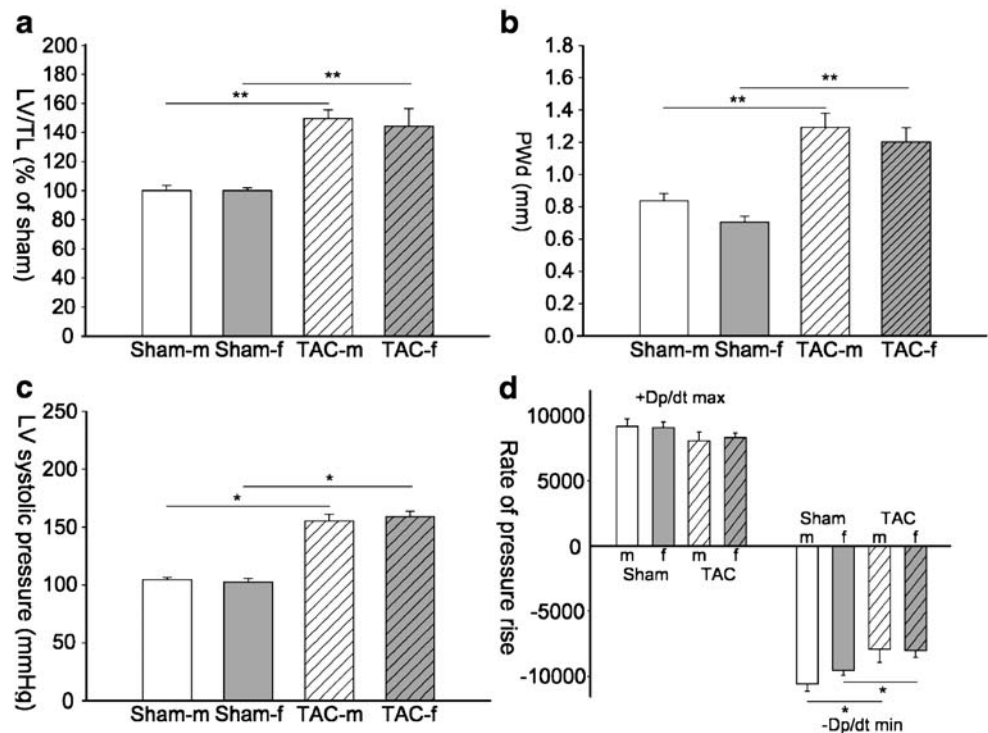 a
LV/TL (% of sham)
200
180
160
140
120
100
80
60
40
20
0
**
**
Sham-m Sham-f TAC-m TAC-f
b
PWd (mm)
1.8
1.6
1.4
1.2
1.0
0.8
0.6
0.4
0.2
0.0
**
**
Sham-m Sham-f TAC-m TAC-f
c
LV systolic pressure (mmHg)
250
200
150
100
50
0
*
*
Sham-m Sham-f TAC-m TAC-f
d
Rate of pressure rise
+Dp/dt max
10000
5000
0
-5000
-10000
m f m f
Sham TAC
Sham TAC
m f m f
*
*
-Dp/dt min